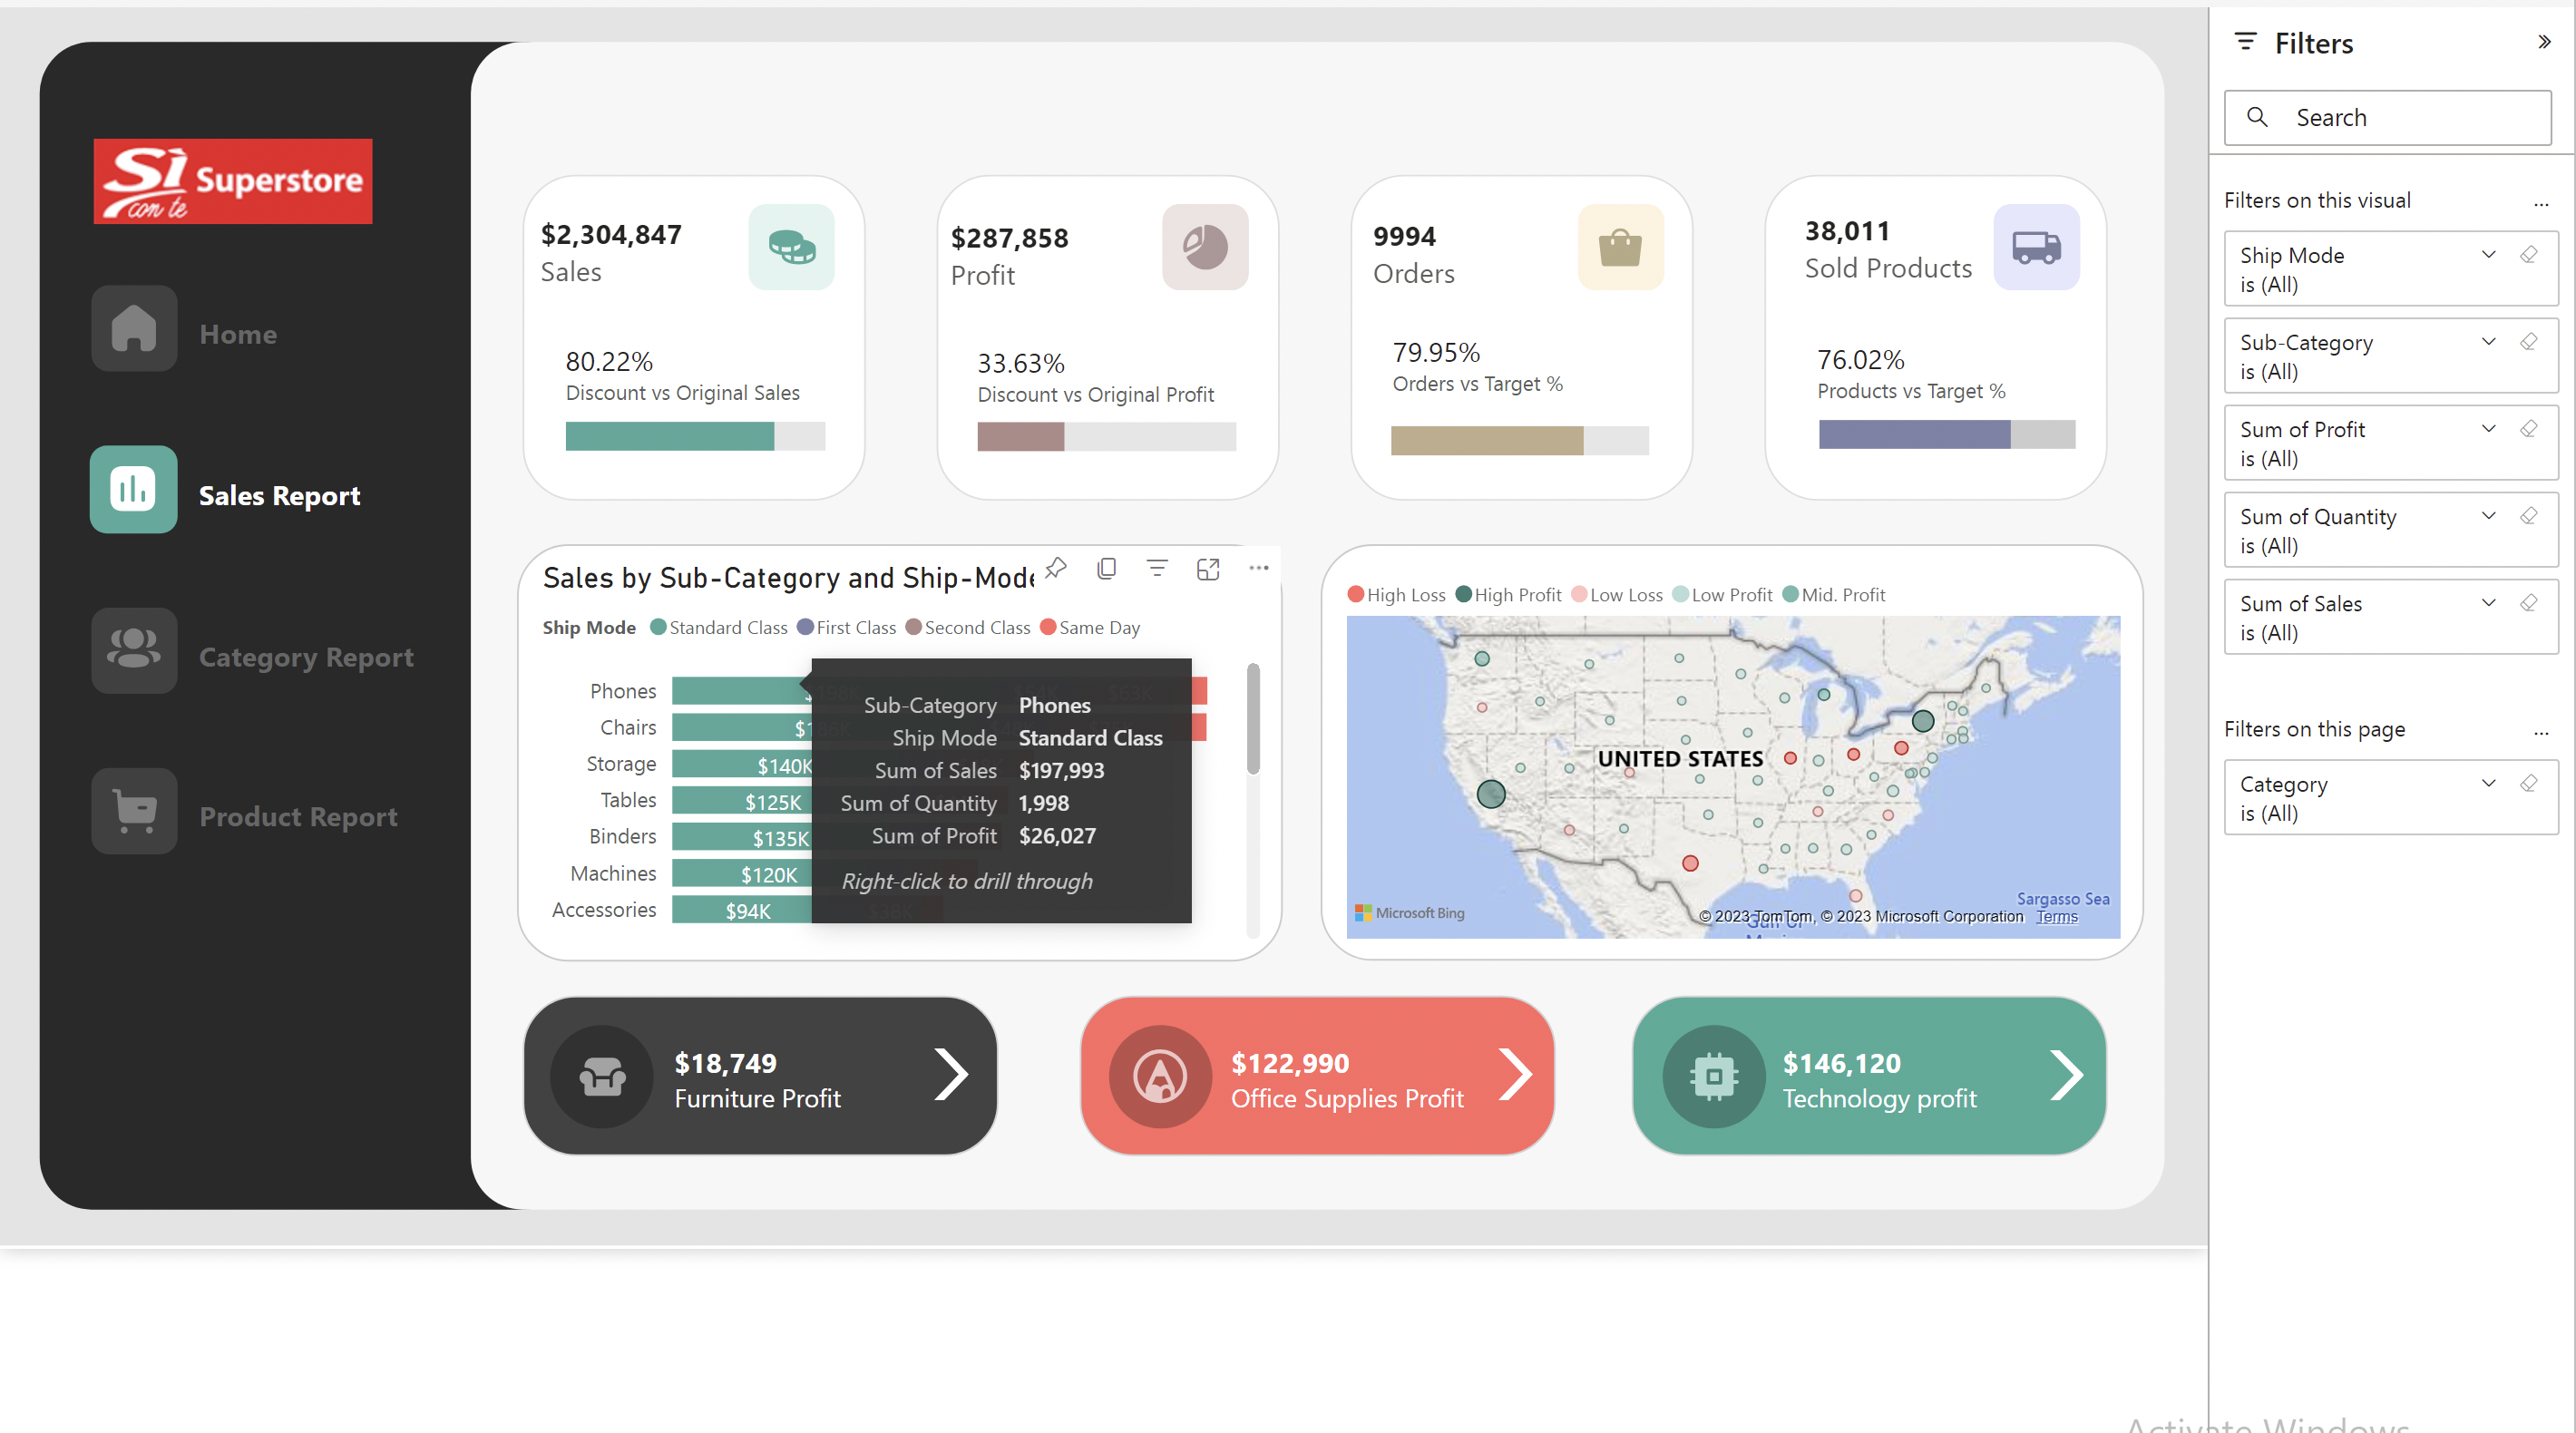 Sì
con te
Superstore
Home
Sales Report
Category Report
Product Report
$2,304,847
Sales
80.22%
Discount vs Original Sales
$287,858
Profit
33.63%
Discount vs Original Profit
9994
Orders
79.95%
Orders vs Target %
38,011
Sold Products
76.02%
Products vs Target %
Sales by Sub-Category and Ship-Mode
Ship Mode Standard Class First Class Second Class Same Day
Phones
Chairs
Storage $140K
Tables $125K
Binders $135K
Machines $120K
Accessories $94K $38K
$198K $63K
Sub-Category Phones
Ship Mode Standard Class
Sum of Sales $197,993
Sum of Quantity 1,998
Sum of Profit $26,027
Right-click to drill through
High Loss High Profit Low Loss Low Profit Mid. Profit
UNITED STATES
Sargasso Sea
Microsoft Bing
© 2023 TomTom, © 2023 Microsoft Corporation Terms
$18,749
Furniture Profit
$122,990
Office Supplies Profit
$146,120
Technology profit
Filters
Search
Filters on this visual
Ship Mode
is (All)
Sub-Category
is (All)
Sum of Profit
is (All)
Sum of Quantity
is (All)
Sum of Sales
is (All)
Filters on this page
Category
is (All)
Activate Windows